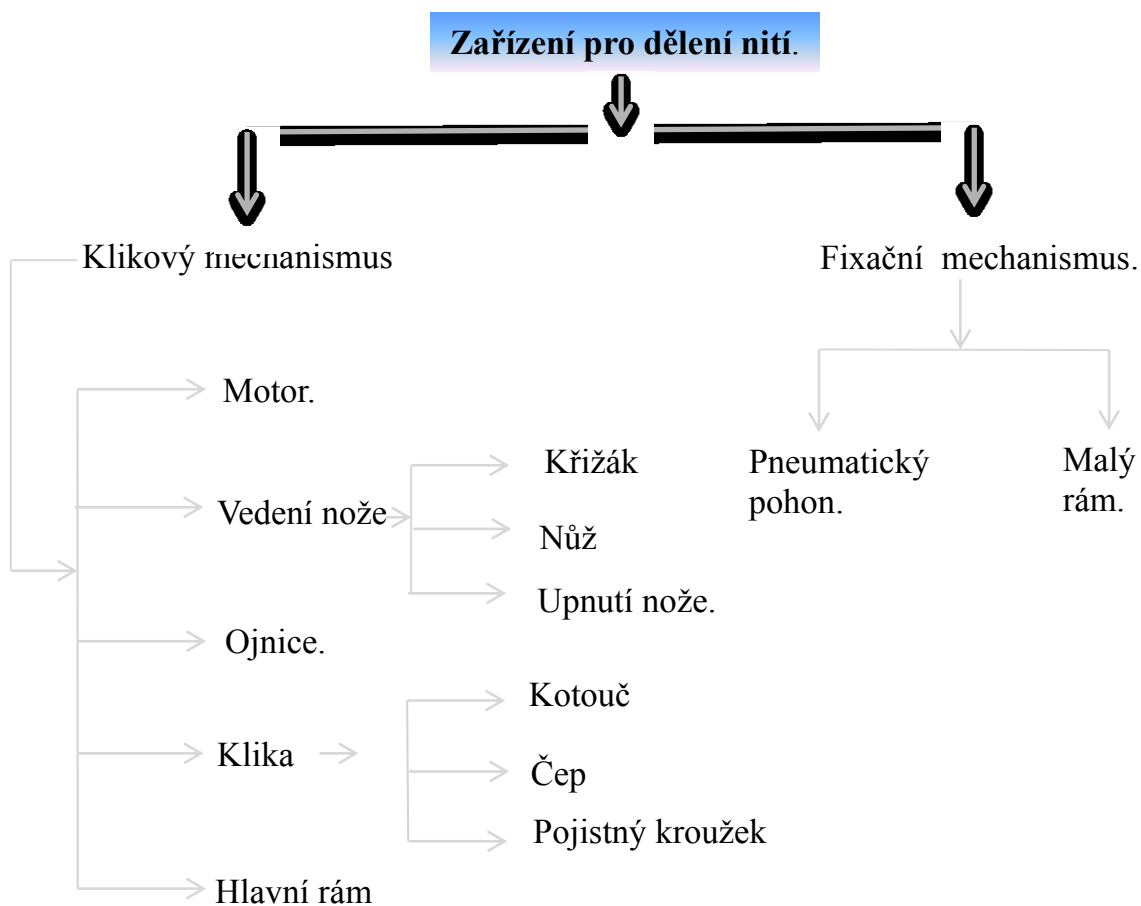 Zařízení pro dělení nití.
Klikový mechanismus
Fixační mechanismus.
Motor.
Vedení nože
Křižák
Nůž
Upnutí nože.
Pneumatický
pohon.
Malý
rám.
Ojnice.
Klika
Kotouč
Čep
Pojistný kroužek
Hlavní rám